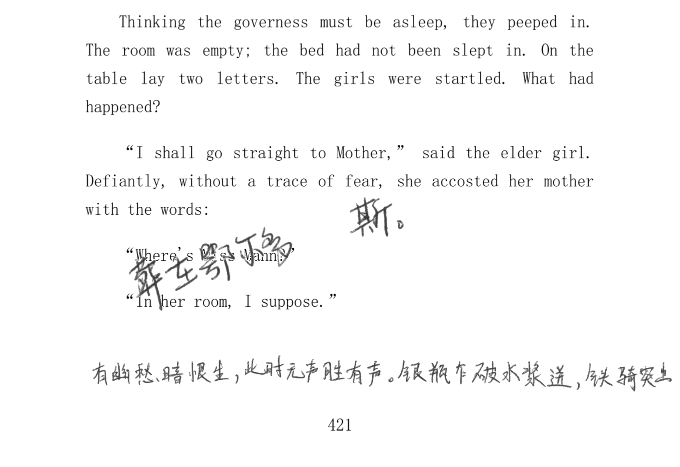 Thinking the governess must be asleep, they peeped in.
The room was empty; the bed had not been slept in. On the
table lay two letters. The girls were startled. What had
happened?
“I shall go straight to Mother,” said the elder girl.
Defiantly, without a trace of fear, she accosted her mother
with the words:
斯。
“Where's Miss Mann?”
在鄂尔多
“In her room, I suppose.”
有幽愁、暗恨生，此时无声胜有声。银瓶乍破水浆迸，铁骑突出
421